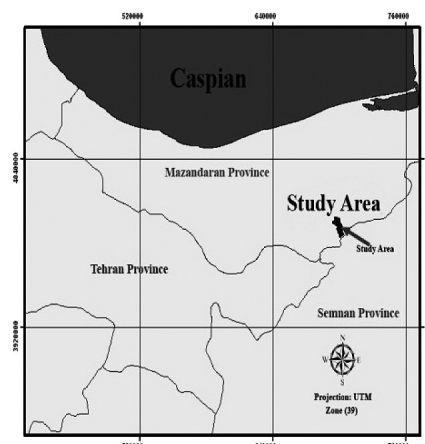 520000 640000 760000
Caspian
4040000
Mazandaran Province
Study Area
Study Area
Tehran Province
Semnan Province
3920000
N
W E
S
Projection: UTM
Zone (39)